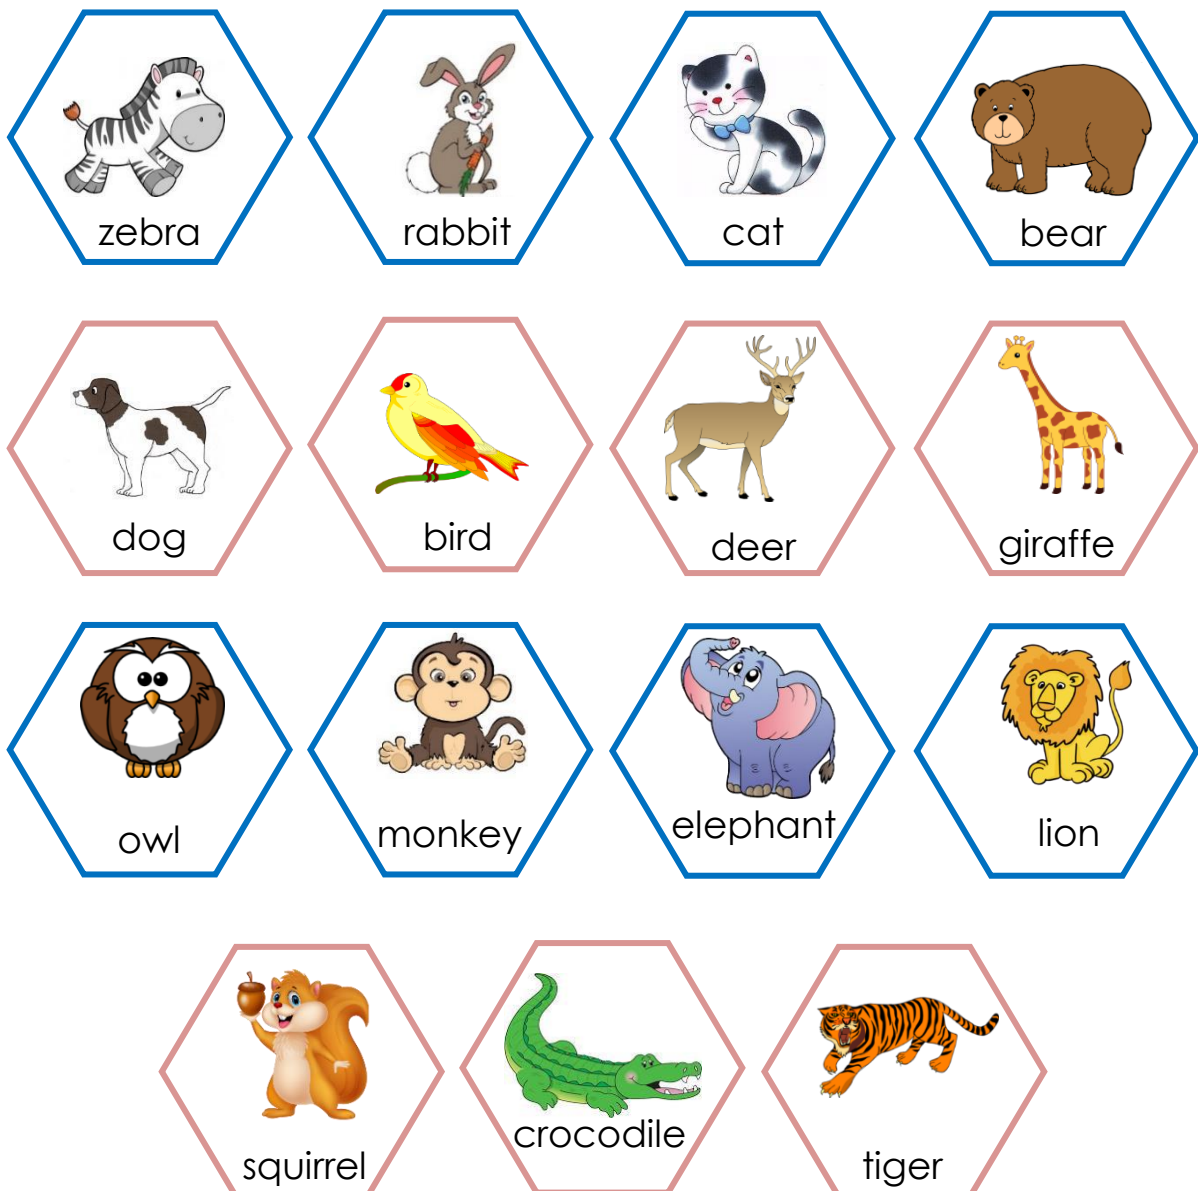 zebra
rabbit
cat
bear
dog
bird
deer
giraffe
owl
monkey
elephant
lion
squirrel
crocodile
tiger